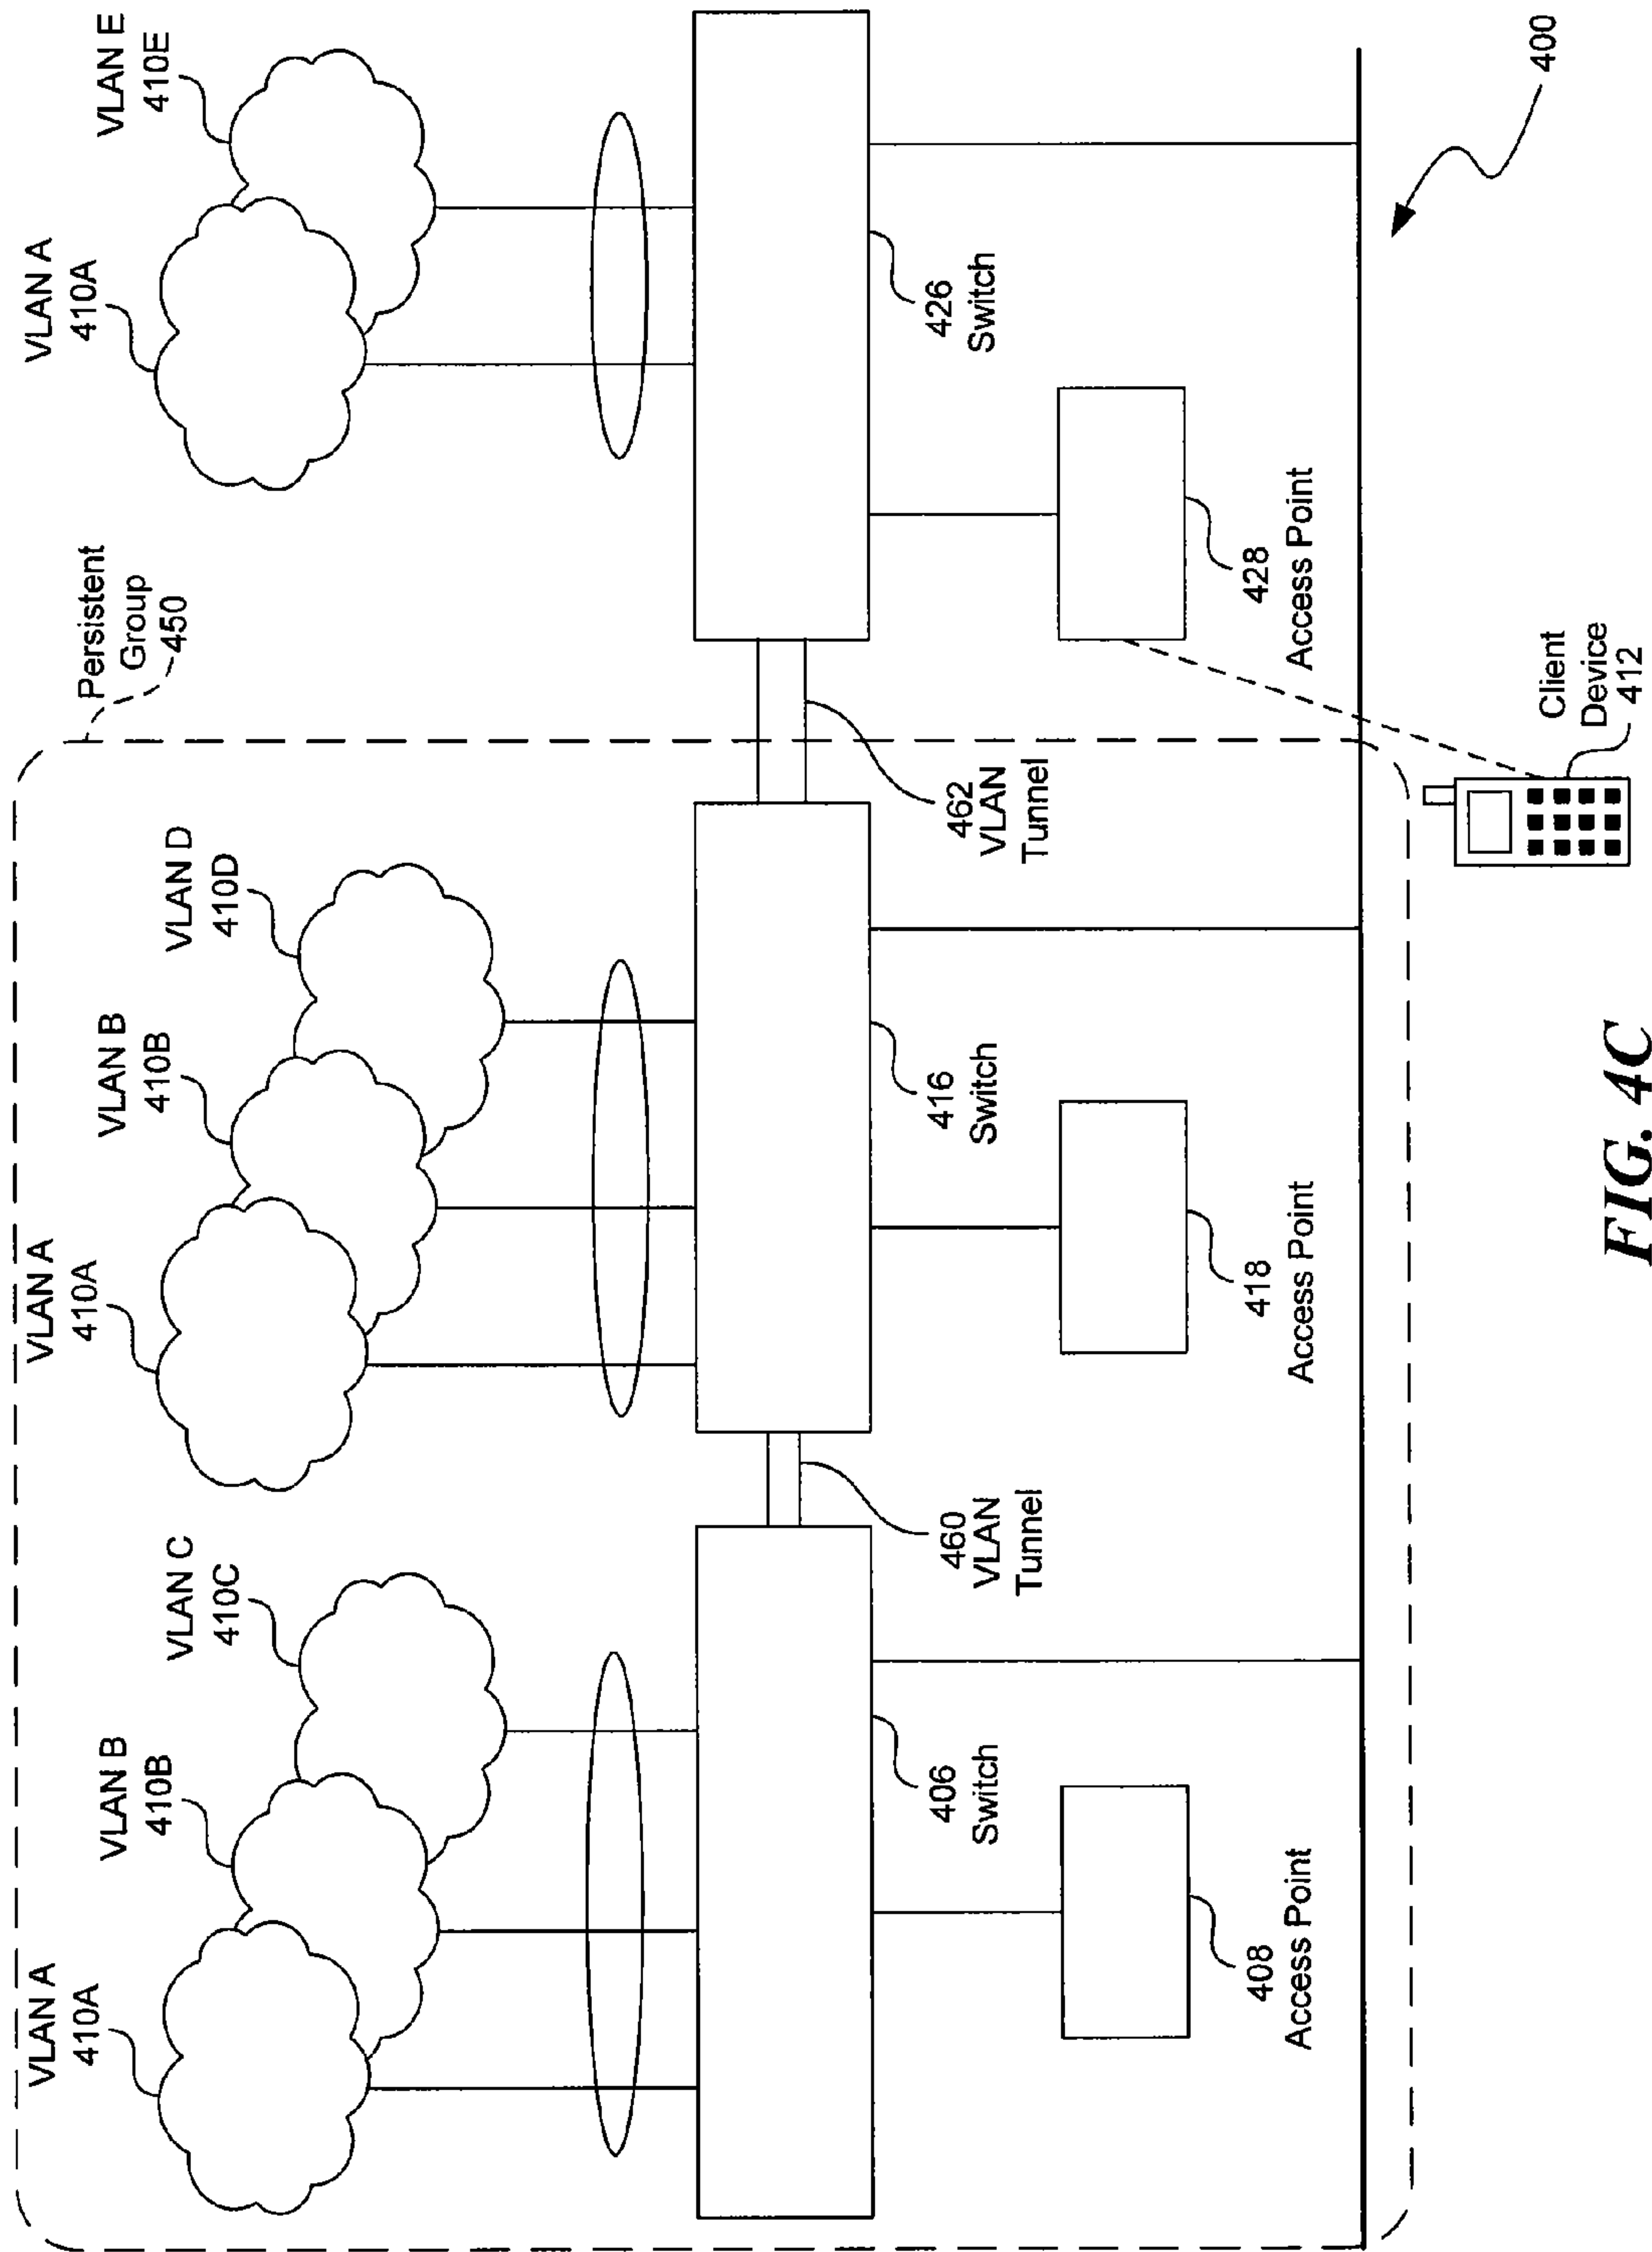 VLAN A
410A
VLAN B
410B
VLAN C
410C
VLAN A
410A
VLAN B
410B
VLAN D
410D
Persistent
Group
450
VLAN A
410A
VLAN E
410E
406
Switch
460
VLAN
Tunnel
416
Switch
462
VLAN
Tunnel
426
Switch
408
Access Point
418
Access Point
428
Access Point
Client
Device
412
400
FIG. 4C